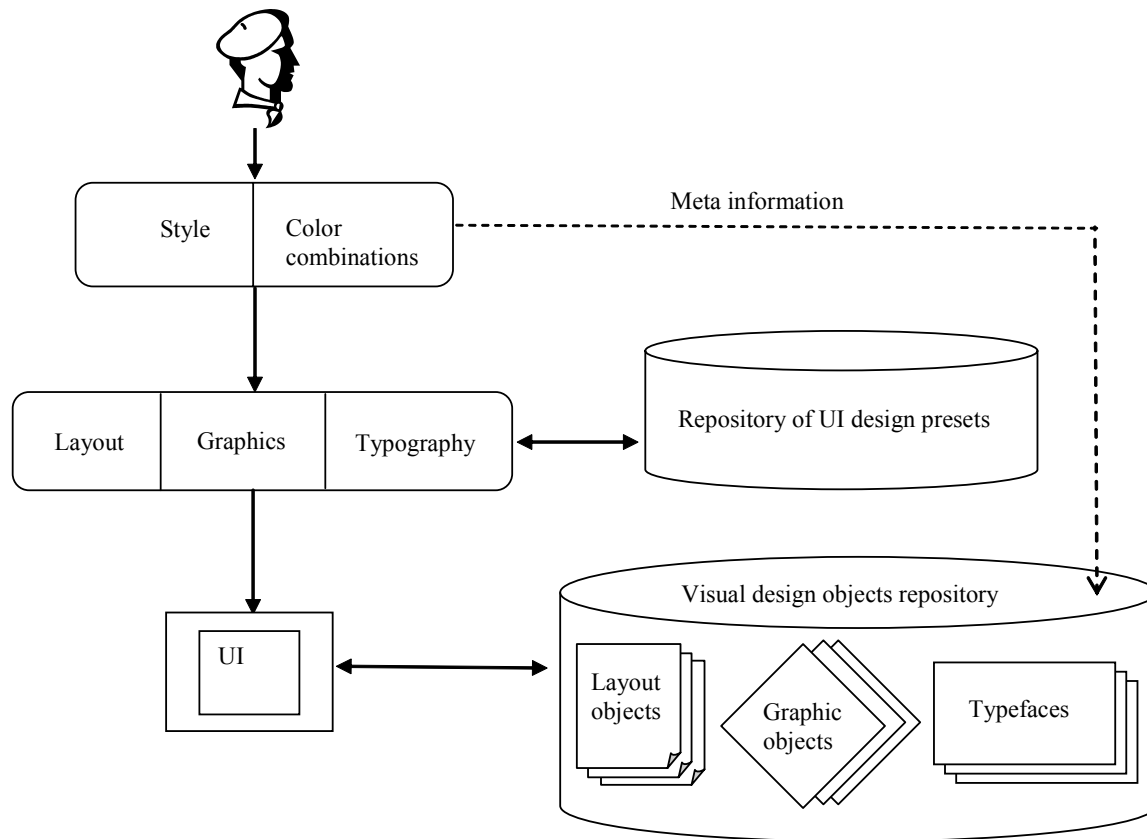 Meta information
Style
Color
combinations
Repository of UI design presets
Layout
Graphics
Typography
Visual design objects repository
UI
Layout
objects
Graphic
objects
Typefaces